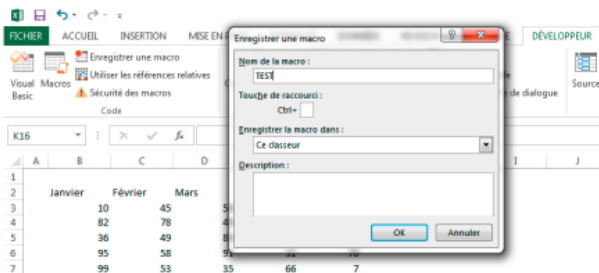 FICHIER ACCUEIL INSERTION MISE EN DÉVELOPPEUR
Enregistrer une macro
Visual Basic
Macros
Enregistrer une macro
Utiliser les références relatives
Sécurité des macros
Code
de dialogue
Source
Nom de la macro :
TEST
Touche de raccourci :
Ctrl+
Enregistrer la macro dans :
Ce classeur
Description :
OK Annuler
K16 fx
A B C D I J
1
2 Janvier Février Mars
3 10 45
4 82 78
5 36 49
6 95 58
7 99 53 35 66 7